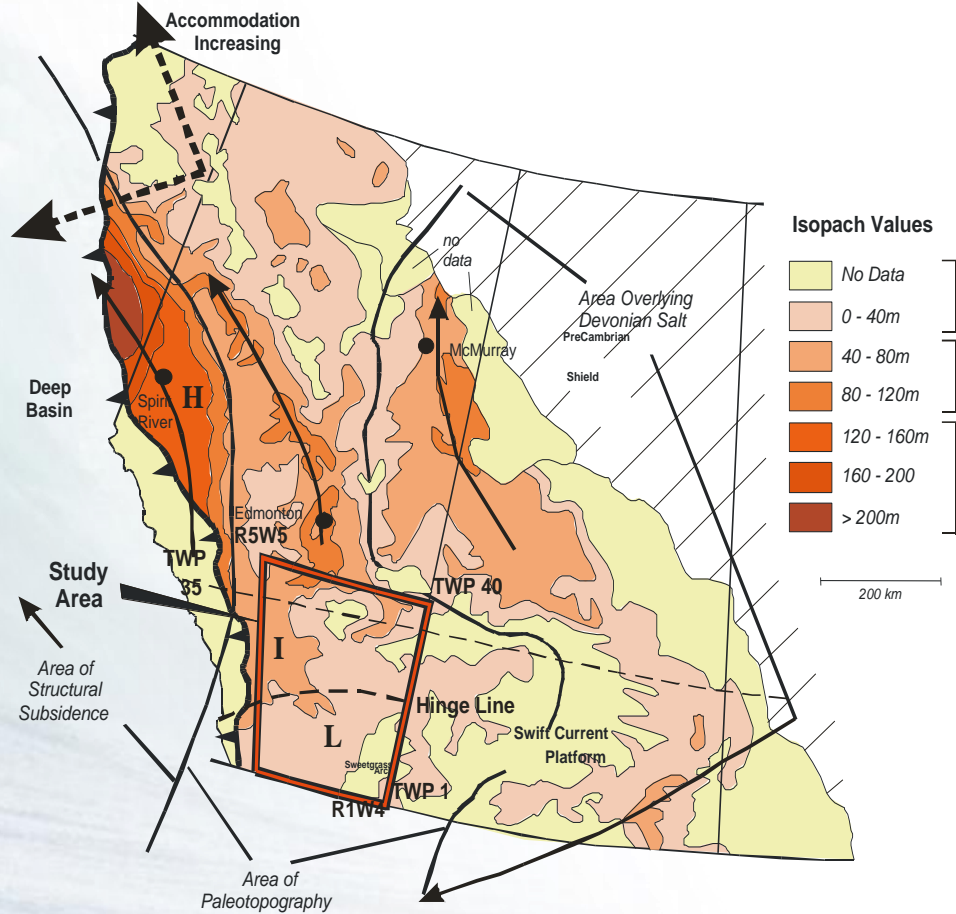 Accommodation
Increasing
no
data
Area Overlying
Devonian Salt
PreCambrian
Shield
McMurray
Deep
Basin
Spirit
River
H
Edmonton
R5W5
TWP
35
TWP 40
Study
Area
I
Hinge Line
L
Swift Current
Platform
Sweetgrass
Arc
TWP 1
R1W4
Area of
Structural
Subsidence
Area of
Paleotopography
Isopach Values
No Data
0 - 40m
40 - 80m
80 - 120m
120 - 160m
160 - 200
> 200m
200 km